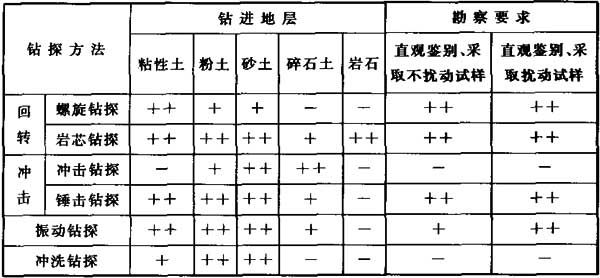 钻探方法 钻进地层 勘察要求
粘性土 粉土 砂土 碎石土 岩石 直观鉴别、采取不扰动试样 直观鉴别、采取扰动试样
回转 螺旋钻探 ++ + + - - ++ ++
岩芯钻探 ++ ++ ++ + ++ ++ ++
冲击 冲击钻探 - + ++ ++ - - -
锤击钻探 ++ ++ ++ + - ++ ++
振动钻探 ++ ++ ++ + - + ++
冲洗钻探 + ++ ++ - - - -